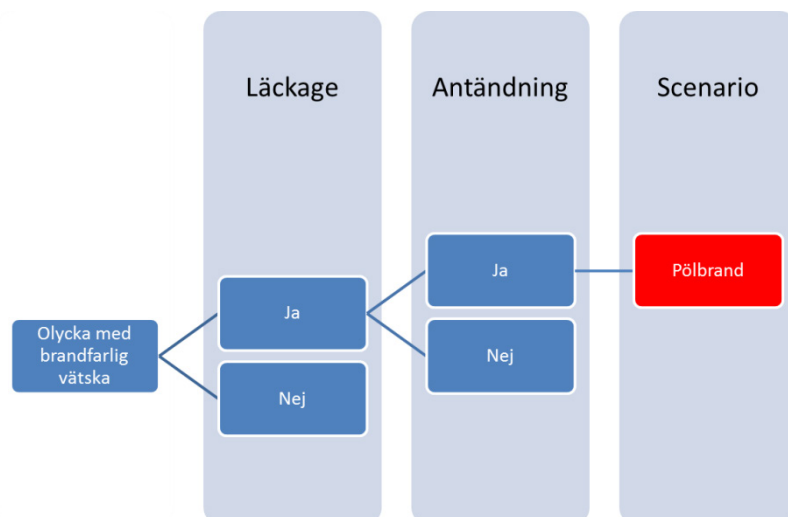 Läckage
Antändning
Scenario
Olycka med
brandfarlig
vätska
Ja
Nej
Ja
Nej
Pölbrand